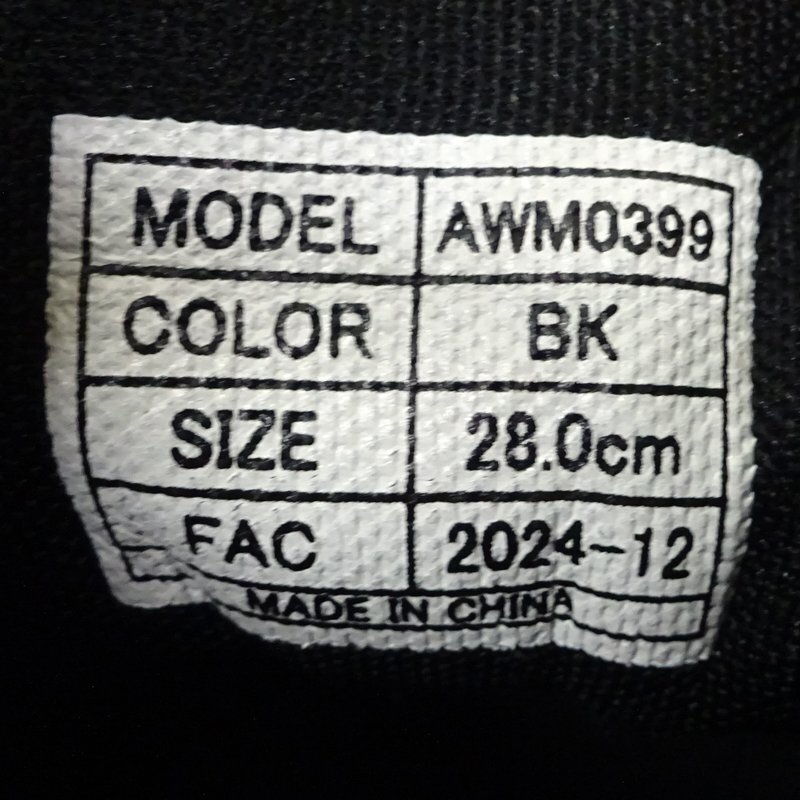 MODEL AWM0399
COLOR BK
SIZE 28.0cm
FAC 2024-12
MADE IN CHINA